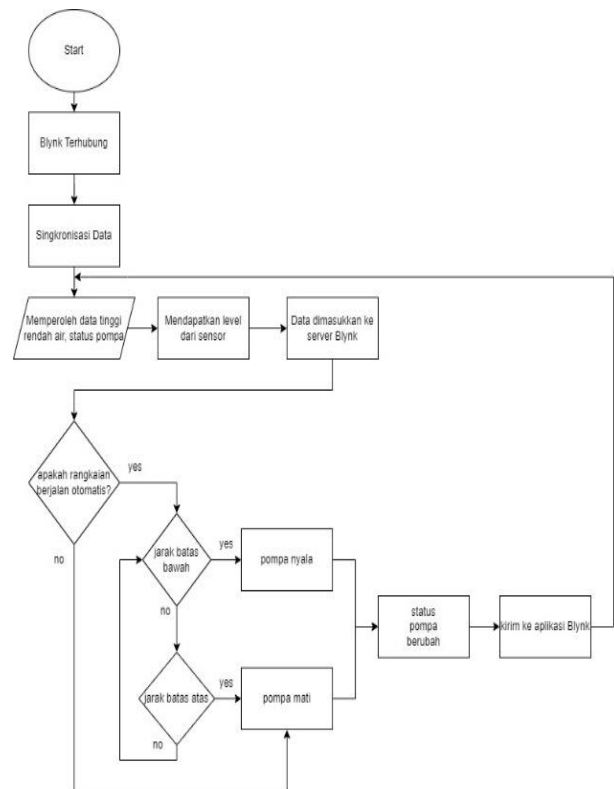 Start
Blynk Terhubung
Singkronisasi Data
Memperoleh data tinggi
rendah air, status pompa
Mendapatkan level
dari sensor
Data dimasukkan ke
server Blynk
apakah rangkaian
berjalan otomatis?
yes
no
jarak batas
bawah
yes
no
pompa nyala
jarak batas atas
yes
no
pompa mati
status
pompa
berubah
kirim ke aplikasi Blynk